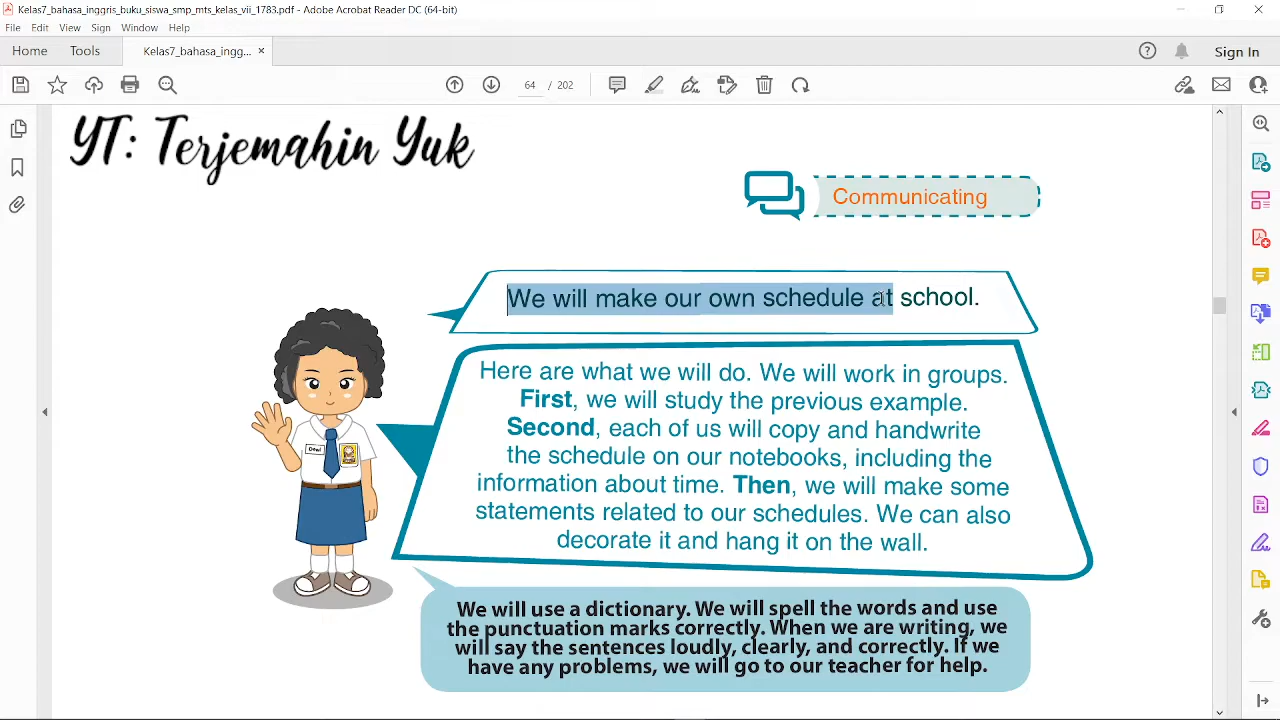 Kelas7_bahasa_inggris_buku_siswa_smp_mts_kelas_vii_1783.pdf - Adobe Acrobat Reader DC (64-bit)
File Edit View Sign Window Help
Home Tools Kelas7_bahasa_ingg... × Sign In
64 / 202
YT: Terjemahin Yuk
Communicating
We will make our own schedule at school.
Here are what we will do. We will work in groups.
First, we will study the previous example.
Second, each of us will copy and handwrite
the schedule on our notebooks, including the
information about time. Then, we will make some
statements related to our schedules. We can also
decorate it and hang it on the wall.
Dewi
We will use a dictionary. We will spell the words and use
the punctuation marks correctly. When we are writing, we
will say the sentences loudly, clearly, and correctly. If we
have any problems, we will go to our teacher for help.